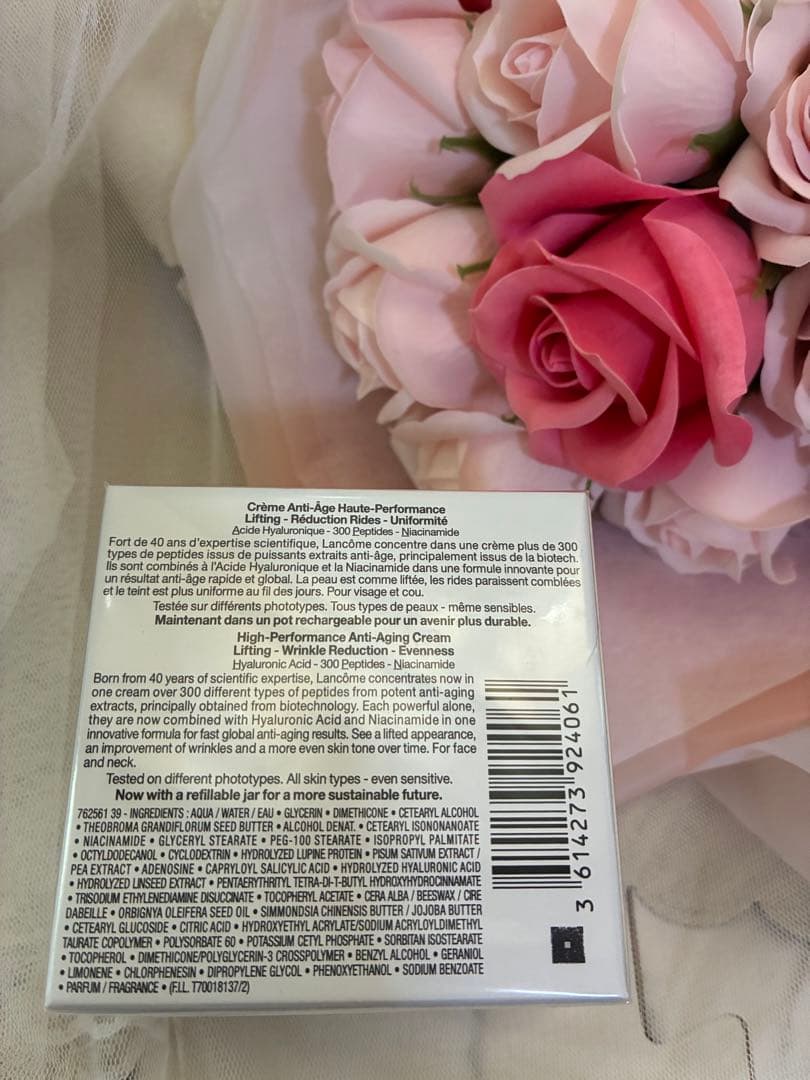 Crème Anti-Âge Haute-Performance
Lifting - Réduction Rides - Uniformité
Acide Hyaluronique - 300 Peptides - Niacinamide
Fort de 40 ans d'expertise scientifique, Lancôme concentre dans une crème plus de 300
types de peptides issus de puissants extraits anti-âge, principalement issus de la biotech.
Ils sont combinés à l'Acide Hyaluronique et la Niacinamide dans une formule innovante pour
un résultat anti-âge rapide et global. La peau est comme liftée, les rides paraissent comblées
et le teint est plus uniforme au fil des jours. Pour visage et cou.
Testée sur différents phototypes. Tous types de peaux - même sensibles.
Maintenant dans un pot rechargeable pour un avenir plus durable.
High-Performance Anti-Aging Cream
Lifting - Wrinkle Reduction - Evenness
Hyaluronic Acid - 300 Peptides - Niacinamide
Born from 40 years of scientific expertise, Lancôme concentrates now in
one cream over 300 different types of peptides from potent anti-aging
extracts, principally obtained from biotechnology. Each powerful alone,
they are now combined with Hyaluronic Acid and Niacinamide in one
innovative formula for fast global anti-aging results. See a lifted appearance,
an improvement of wrinkles and a more even skin tone over time. For face
and neck.
Tested on different phototypes. All skin types - even sensitive.
Now with a refillable jar for a more sustainable future.
762561 39 - INGREDIENTS : AQUA / WATER / EAU • GLYCERIN • DIMETHICONE • CETEARYL ALCOHOL
• THEOBROMA GRANDIFLORUM SEED BUTTER • ALCOHOL DENAT. • CETEARYL ISONONANOATE
• NIACINAMIDE • GLYCERYL STEARATE • PEG-100 STEARATE • ISOPROPYL PALMITATE
• OCTYLDODECANOL • CYCLODEXTRIN • HYDROLYZED LUPINE PROTEIN • PISUM SATIVUM EXTRACT /
PEA EXTRACT • ADENOSINE • CAPRYLOYL SALICYLIC ACID • HYDROLYZED HYALURONIC ACID
• HYDROLYZED LINSEED EXTRACT • PENTAERYTHRITYL TETRA-DI-T-BUTYL HYDROXYHYDROCINNAMATE
• TRISODIUM ETHYLENEDIAMINE DISUCCINATE • TOCOPHERYL ACETATE • CERA ALBA / BEESWAX / CIRE
DABEILLE • ORBIGNYA OLEIFERA SEED OIL • SIMMONDSIA CHINENSIS BUTTER / JOJOBA BUTTER
• CETEARYL GLUCOSIDE • CITRIC ACID • HYDROXYETHYL ACRYLATE/SODIUM ACRYLOYLDIMETHYL
TAURATE COPOLYMER • POLYSORBATE 60 • POTASSIUM CETYL PHOSPHATE • SORBITAN ISOSTEARATE
• TOCOPHEROL • DIMETHICONE/POLYGLYCERIN-3 CROSSPOLYMER • BENZYL ALCOHOL • GERANIOL
• LIMONENE • CHLORPHENESIN • DIPROPYLENE GLYCOL • PHENOXYETHANOL • SODIUM BENZOATE
• PARFUM / FRAGRANCE • (F.I.L. T70018137/2)
3 614273 924061